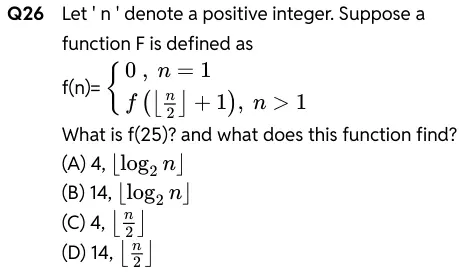 Q26 Let ' n ' denote a positive integer. Suppose a
function F is defined as
f(n)= { 0 , n = 1
f (⌊n/2⌋ + 1), n > 1
What is f(25)? and what does this function find?
(A) 4, ⌊log₂ n⌋
(B) 14, ⌊log₂ n⌋
(C) 4, ⌊n/2⌋
(D) 14, ⌊n/2⌋